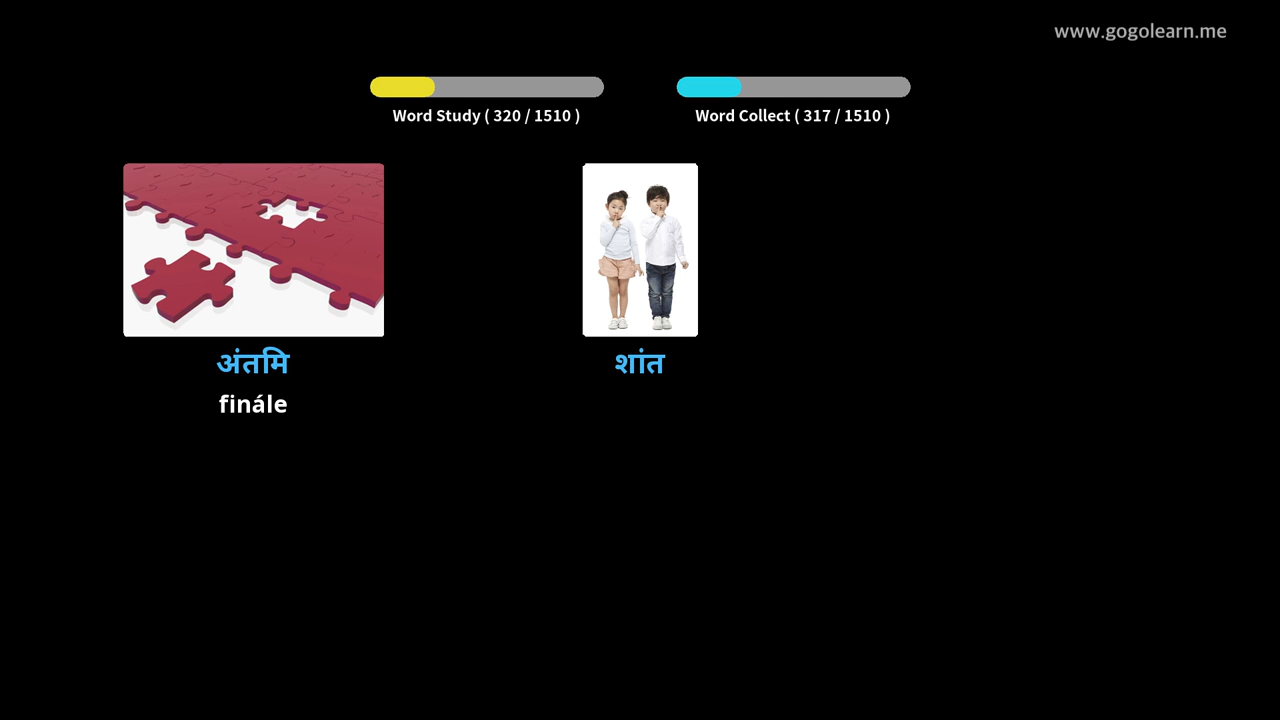 www.gogolearn.me
Word Study ( 320 / 1510 )
Word Collect ( 317 / 1510 )
अंतमि
शांत
finále